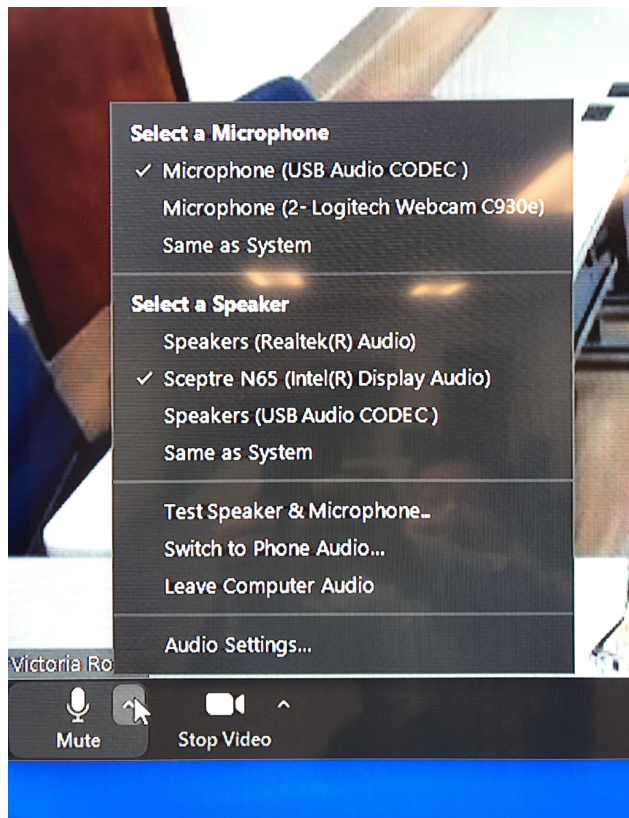 Select a Microphone
Microphone (USB Audio CODEC )
Microphone (2- Logitech Webcam C930e)
Same as System
Select a Speaker
Speakers (Realtek(R) Audio)
Sceptre N65 (Intel(R) Display Audio)
Speakers (USB Audio CODEC )
Same as System
Test Speaker & Microphone...
Switch to Phone Audio...
Leave Computer Audio
Audio Settings...
Victoria Ro
Mute
Stop Video